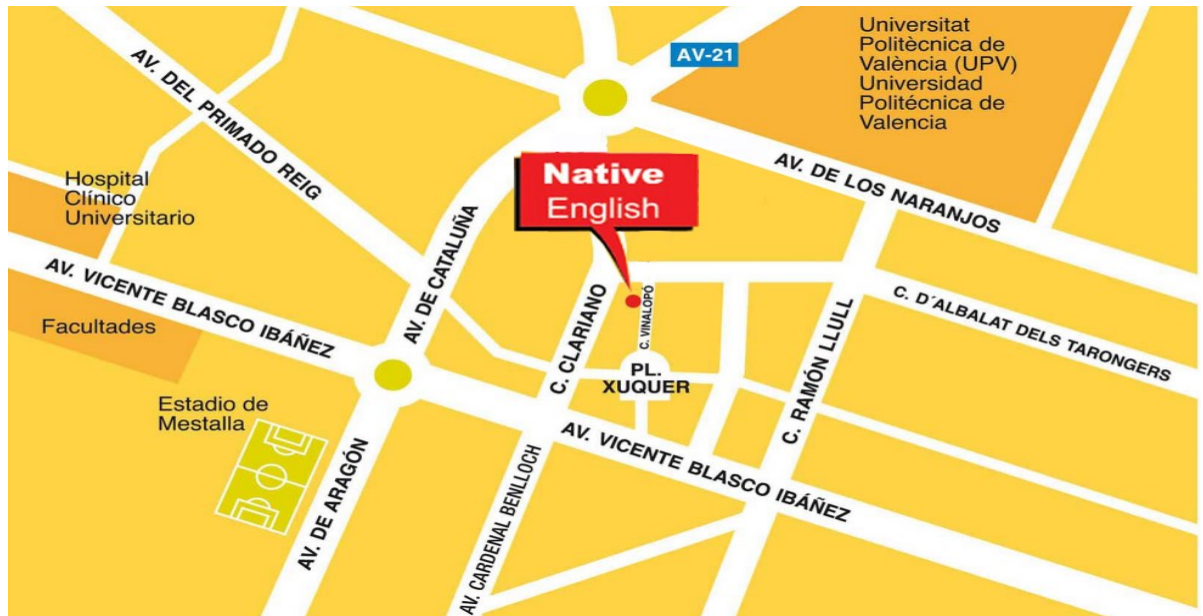 Universitat
Politècnica de
València (UPV)
Universidad
Politécnica de
Valencia
AV-21
AV. DEL PRIMADO REIG
Native
English
AV. DE LOS NARANJOS
Hospital
Clínico
Universitario
AV. DE CATALUÑA
AV. VICENTE BLASCO IBÁÑEZ
C. CLARIANO
C. VINALOPÓ
C. RAMÓN LLULL
C. D´ALBALAT DELS TARONGERS
Facultades
PL.
XUQUER
Estadio de
Mestalla
AV. VICENTE BLASCO IBÁÑEZ
AV. DE ARAGÓN
AV. CARDENAL BENLLOCH